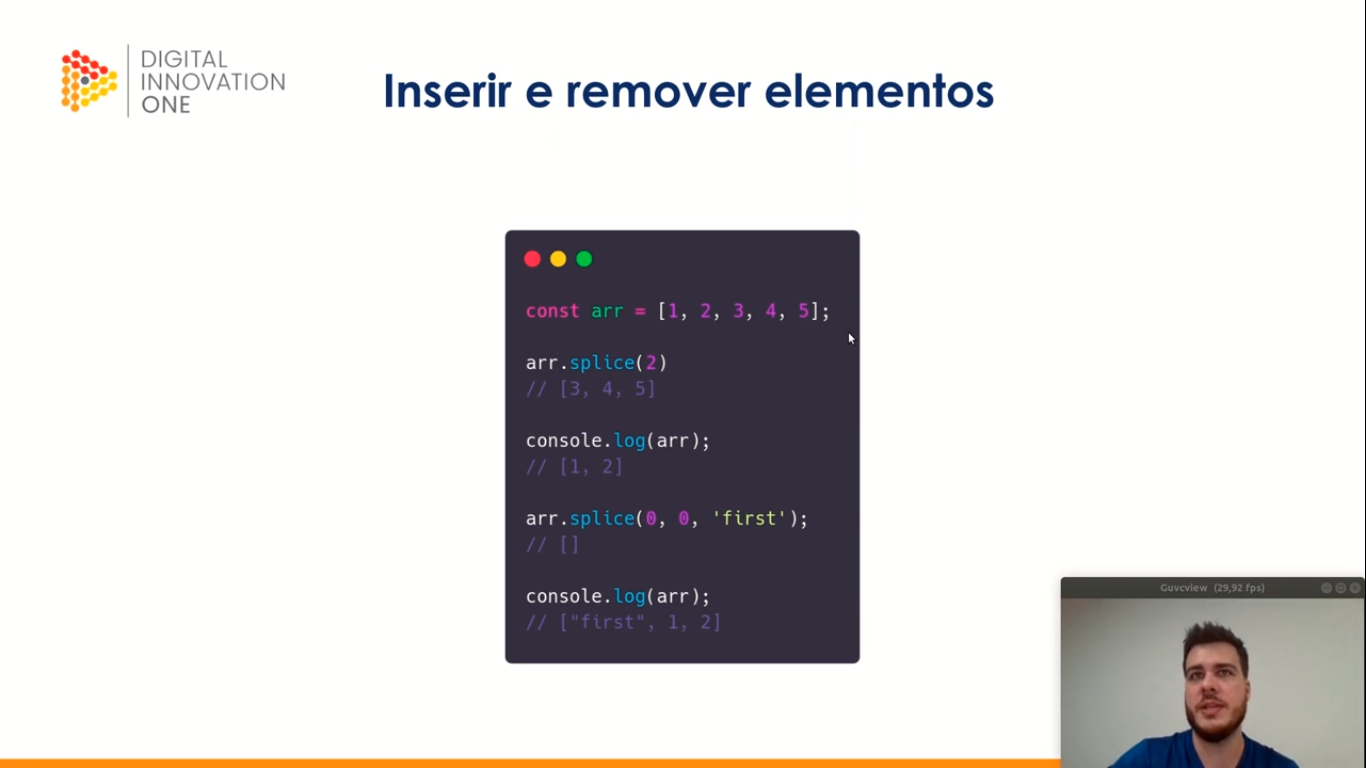 DIGITAL
INNOVATION
ONE
Inserir e remover elementos
const arr = [1, 2, 3, 4, 5];
arr.splice(2)
// [3, 4, 5]
console.log(arr);
// [1, 2]
arr.splice(0, 0, 'first');
// []
console.log(arr);
// ["first", 1, 2]
Guvcview (29,92 fps)